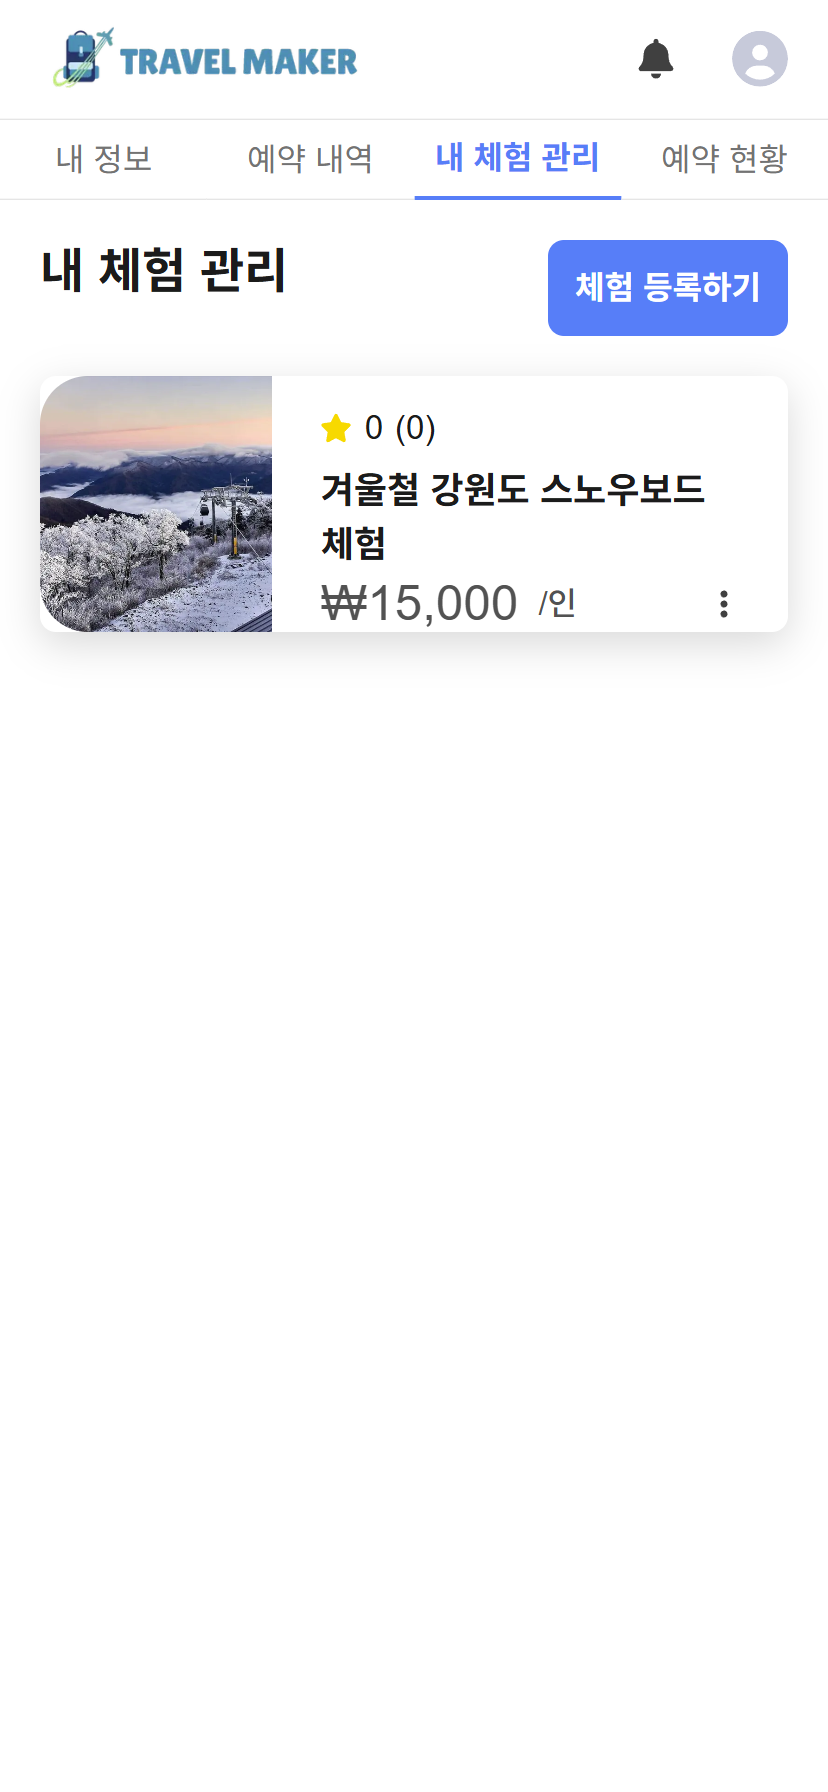 TRAVEL MAKER
내 정보 예약 내역 내 체험 관리 예약 현황
내 체험 관리
체험 등록하기
0 (0)
겨울철 강원도 스노우보드
체험
₩15,000 /인